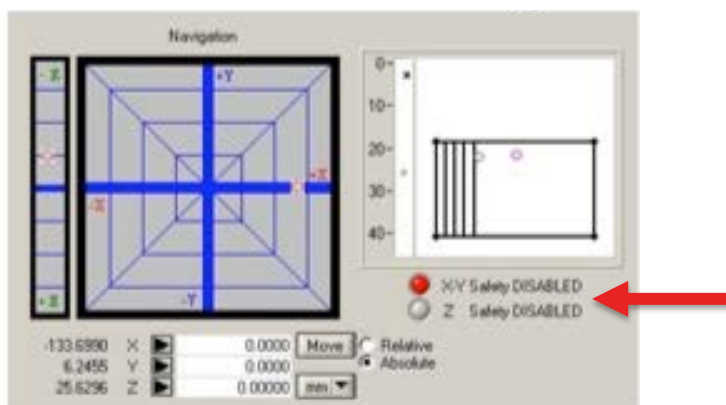 Navigation
- Z
+Y
+X
-X
-Y
+ Z
0-
10-
20-
30-
40-
x
X-Y Safety DISABLED
Z Safety DISABLED
-133.6990 X 0.0000 Move Relative
6.2455 Y 0.0000 Absolute
25.6296 Z 0.00000 mm